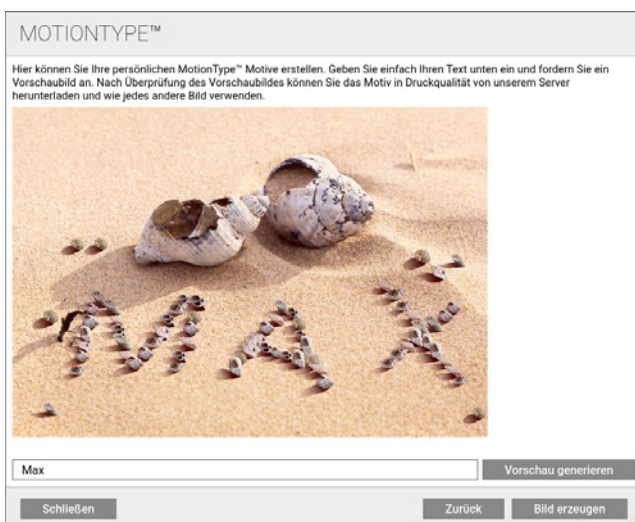 MOTIONTYPE™
Hier können Sie Ihre persönlichen MotionType™ Motive erstellen. Geben Sie einfach Ihren Text unten ein und fordern Sie ein
Vorschaubild an. Nach Überprüfung des Vorschaubildes können Sie das Motiv in Druckqualität von unserem Server
herunterladen und wie jedes andere Bild verwenden.
MAX
Max
Vorschau generieren
Schließen
Zurück
Bild erzeugen